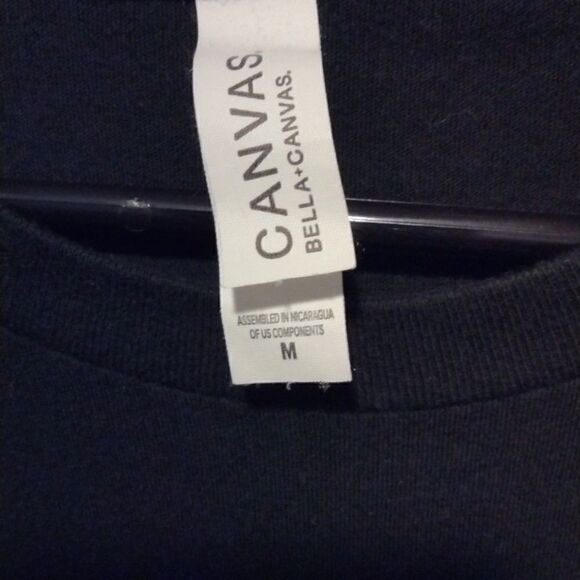 CANVAS.
BELLA+CANVAS.
ASSEMBLED IN NICARAGUA
OF US COMPONENTS
M